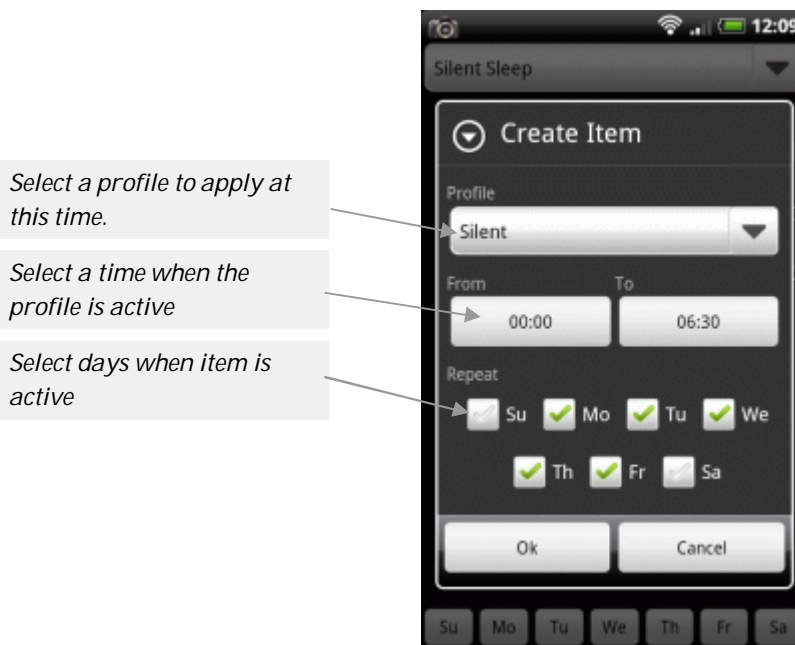 12:09
Silent Sleep
Create Item
Select a profile to apply at
this time.
Profile
Silent
Select a time when the
profile is active
From To
00:00 06:30
Select days when item is
active
Repeat
Su Mo Tu We
Th Fr Sa
Ok Cancel
Su Mo Tu We Th Fr Sa